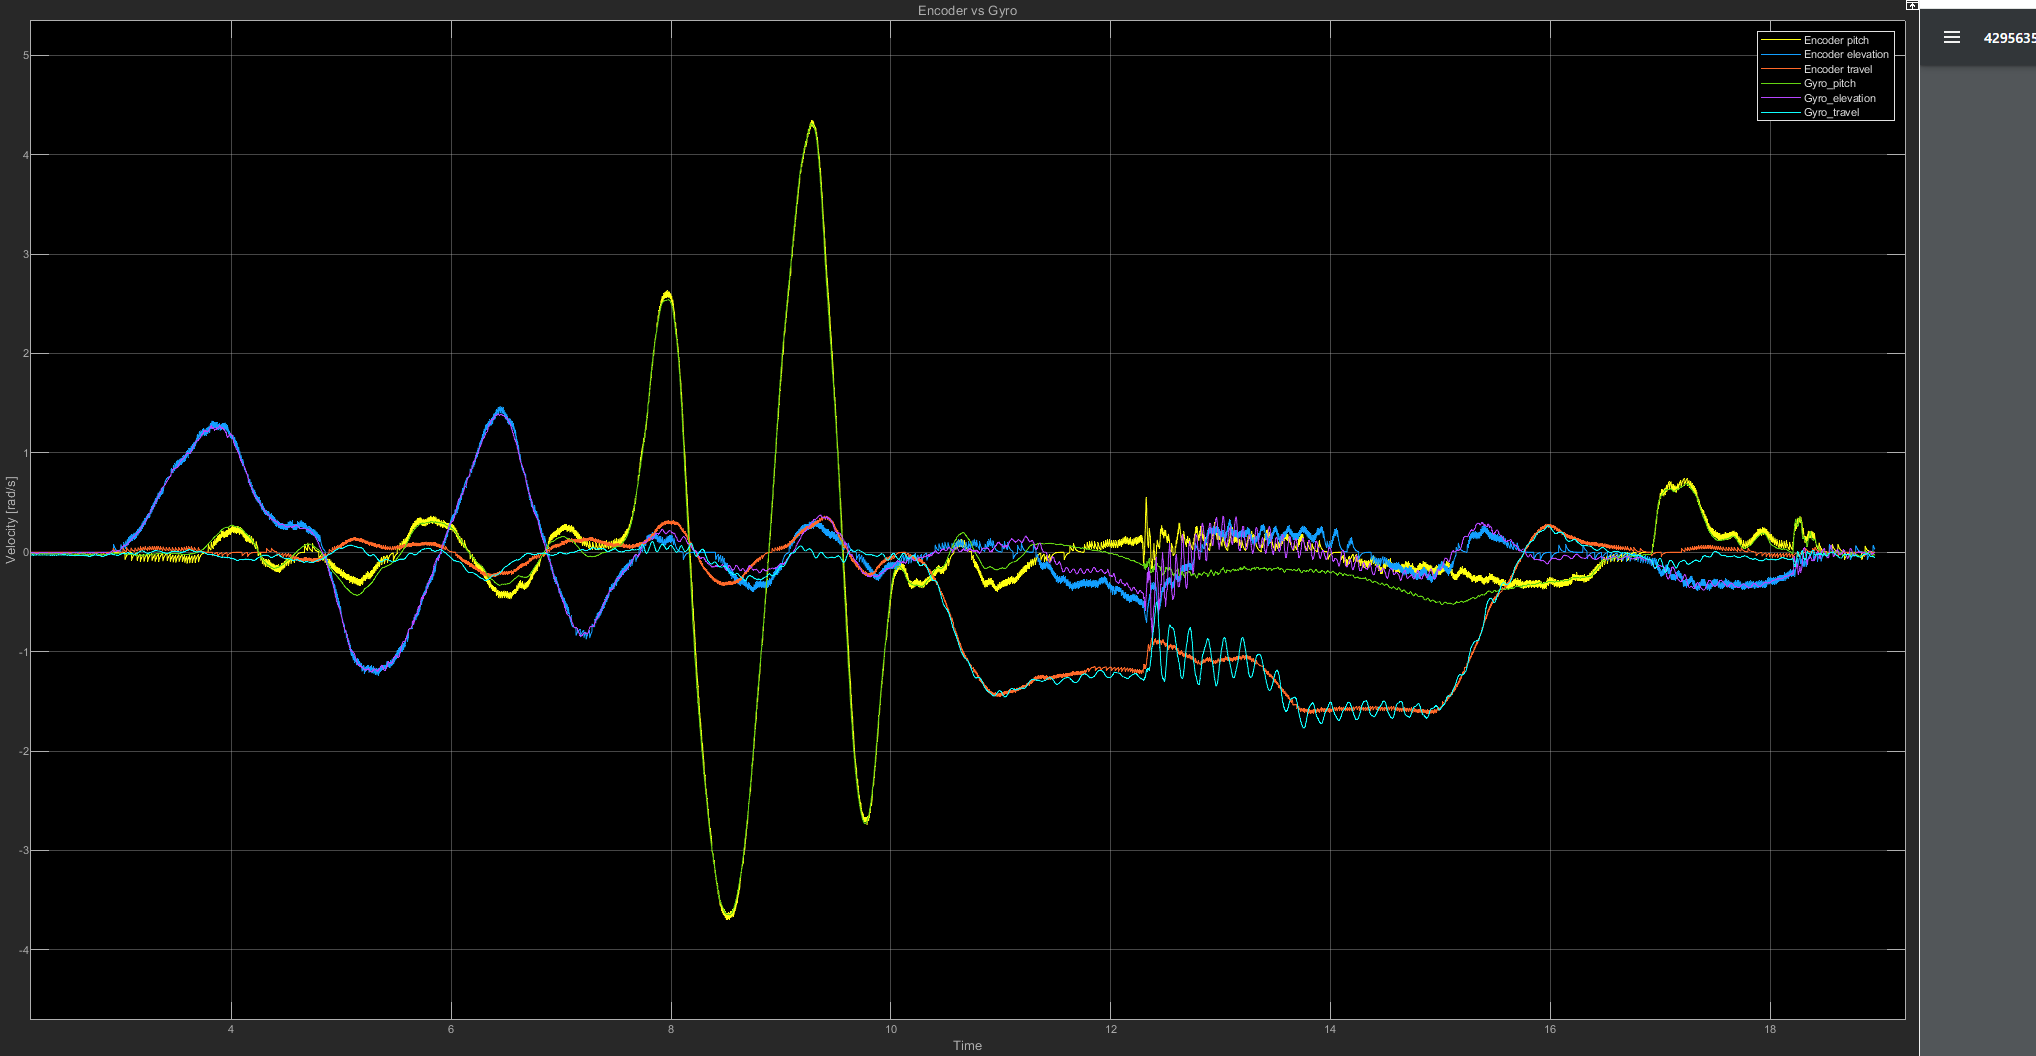 Encoder vs Gyro
429563
Encoder pitch
Encoder elevation
Encoder travel
Gyro_pitch
Gyro_elevation
Gyro_travel
5
4
3
2
1
0
-1
-2
-3
-4
Velocity [rad/s]
4 6 8 10 12 14 16 18
Time